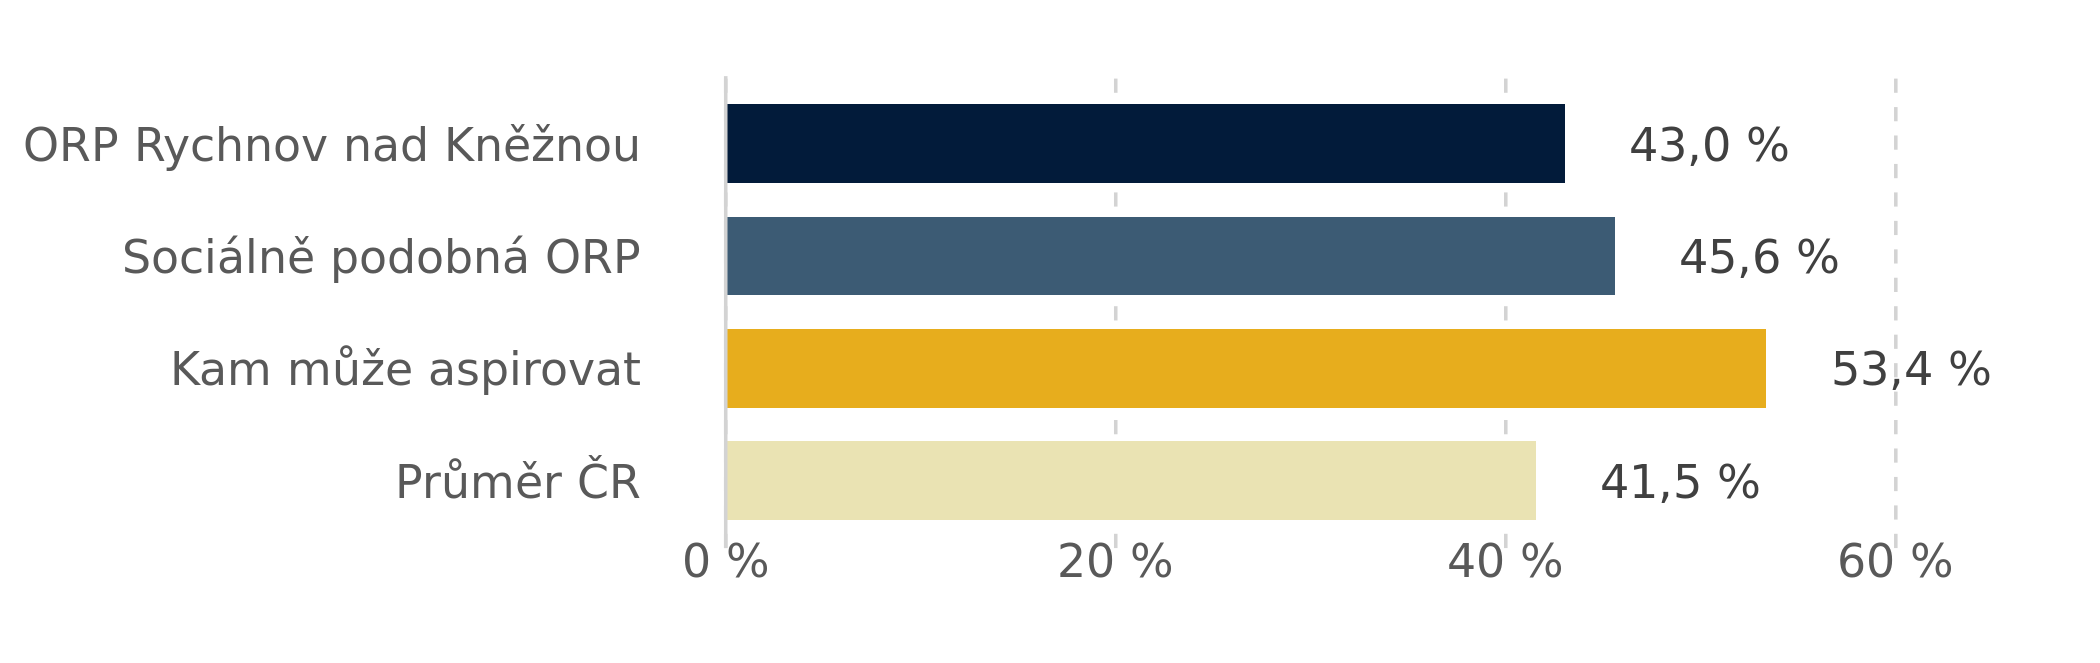 ORP Rychnov nad Kněžnou 43,0 %
Sociálně podobná ORP 45,6 %
Kam může aspirovat 53,4 %
Průměr ČR 41,5 %
0 % 20 % 40 % 60 %